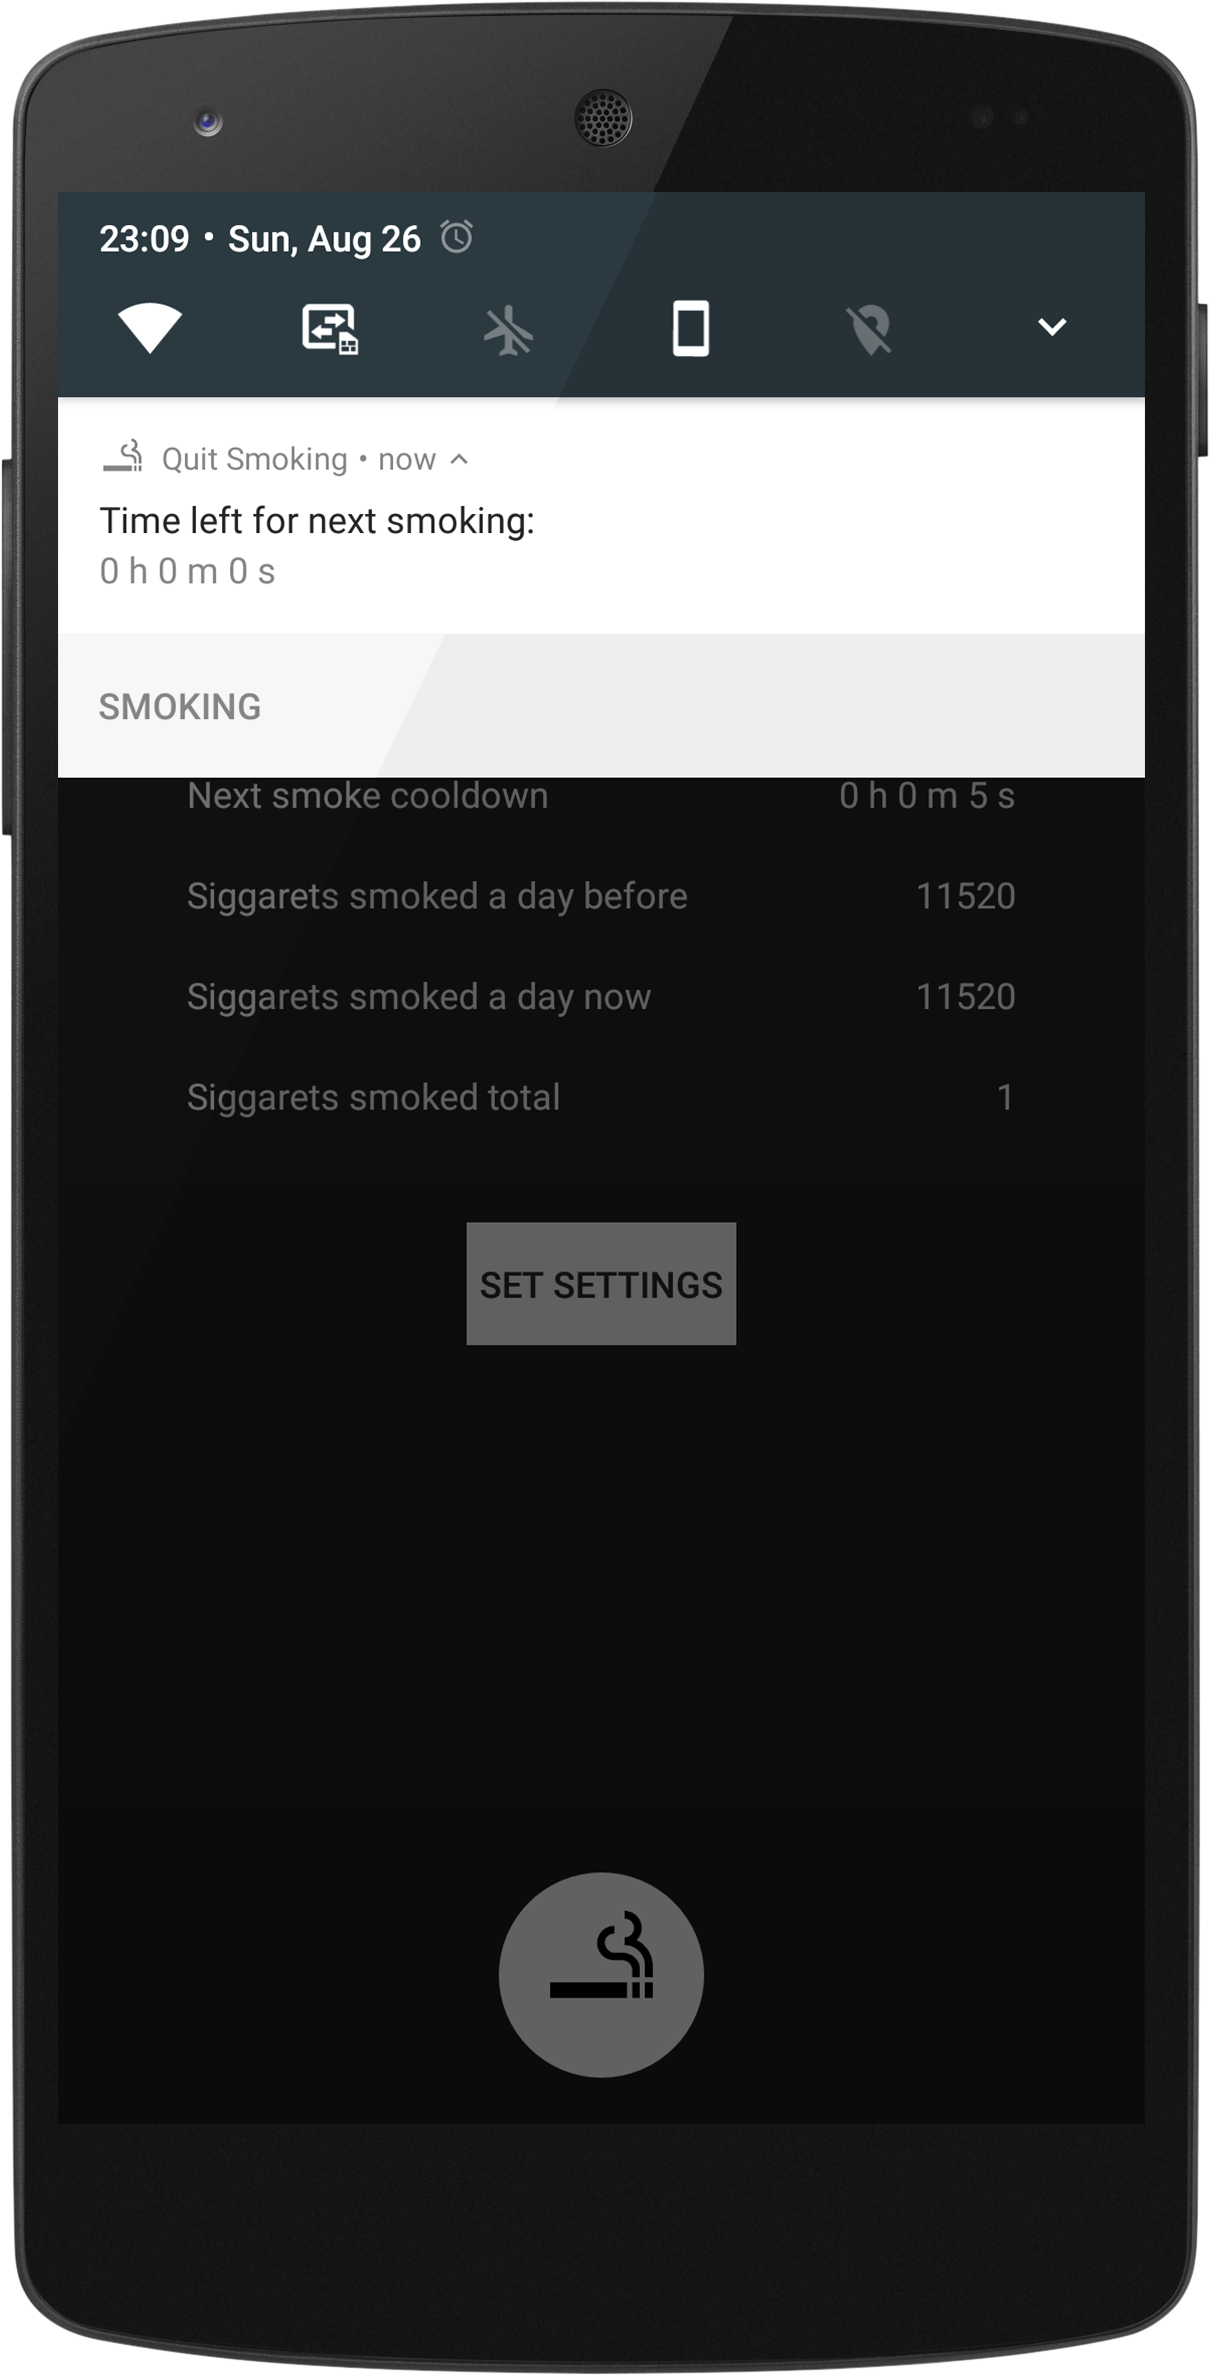 23:09 • Sun, Aug 26
Quit Smoking • now
Time left for next smoking:
0 h 0 m 0 s
SMOKING
Next smoke cooldown 0 h 0 m 5 s
Siggarets smoked a day before 11520
Siggarets smoked a day now 11520
Siggarets smoked total 1
SET SETTINGS